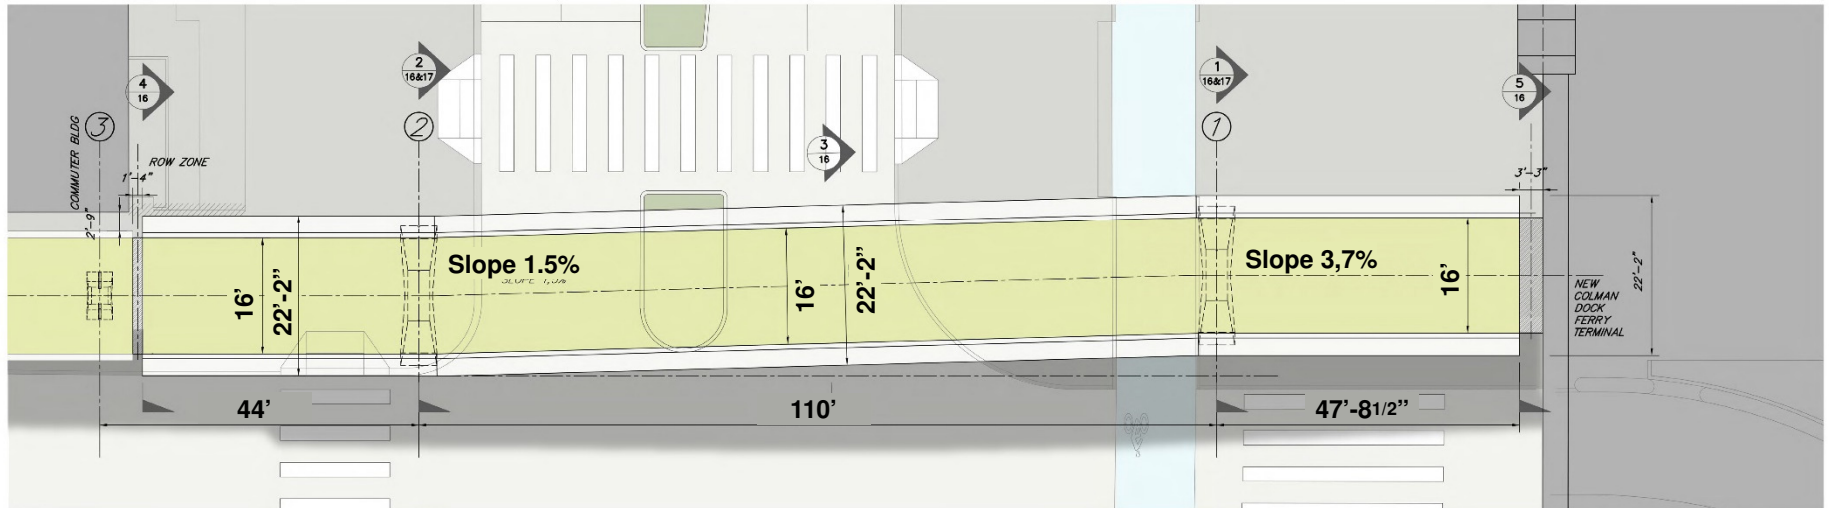 4
16
2
16&17
1
16&17
5
16
3
2
1
3
16
COMMUTER BLDG
ROW ZONE
1'-4"
2'-9"
3'-3"
Slope 1.5%
Slope 3,7%
16'
22'-2"
16'
22'-2"
16'
22'-2"
NEW
COLMAN
DOCK
FERRY
TERMINAL
44'
110'
47'-81/2"